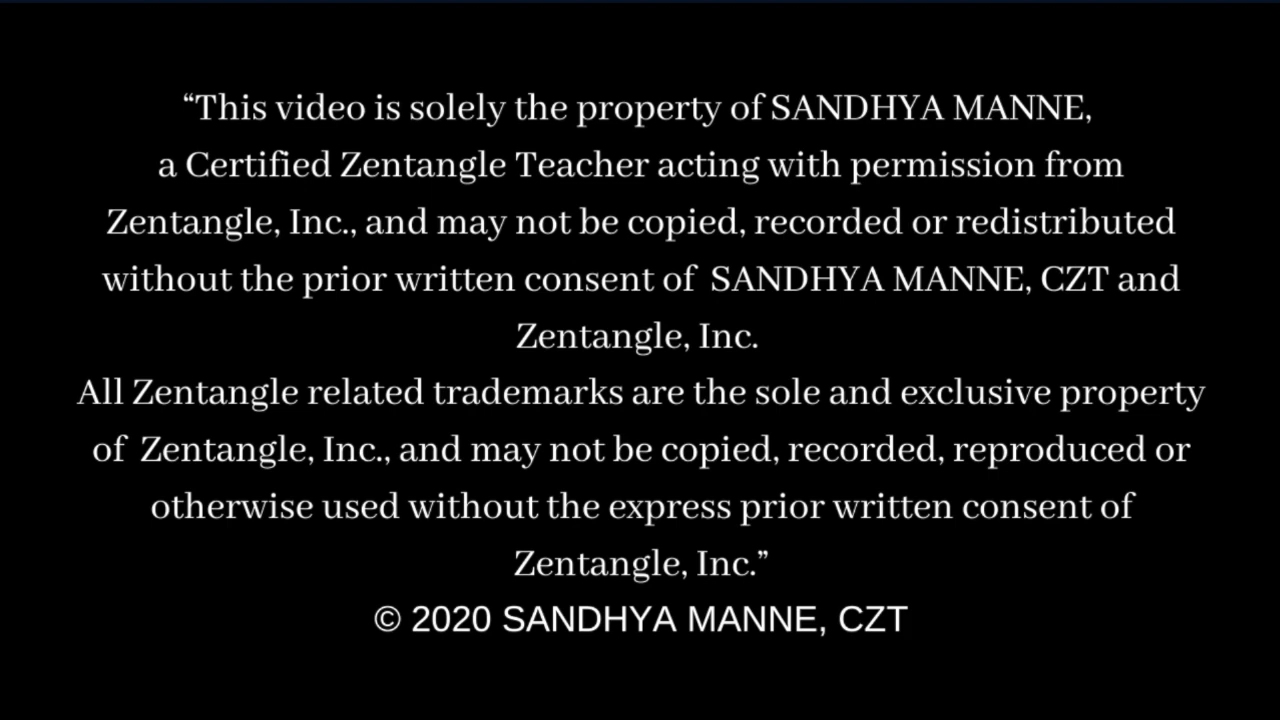 “This video is solely the property of SANDHYA MANNE,
a Certified Zentangle Teacher acting with permission from
Zentangle, Inc., and may not be copied, recorded or redistributed
without the prior written consent of SANDHYA MANNE, CZT and
Zentangle, Inc.
All Zentangle related trademarks are the sole and exclusive property
of Zentangle, Inc., and may not be copied, recorded, reproduced or
otherwise used without the express prior written consent of
Zentangle, Inc.”
© 2020 SANDHYA MANNE, CZT